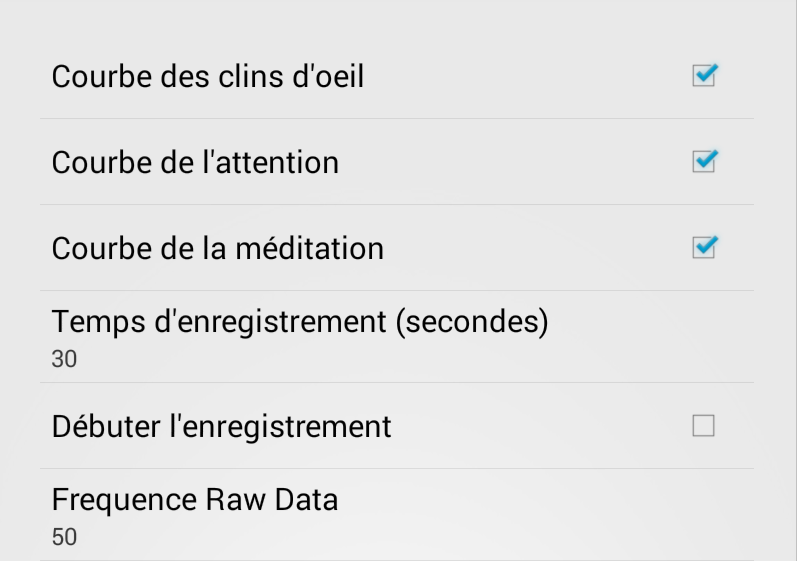 Courbe des clins d'oeil
Courbe de l'attention
Courbe de la méditation
Temps d'enregistrement (secondes)
30
Débuter l'enregistrement
Frequence Raw Data
50